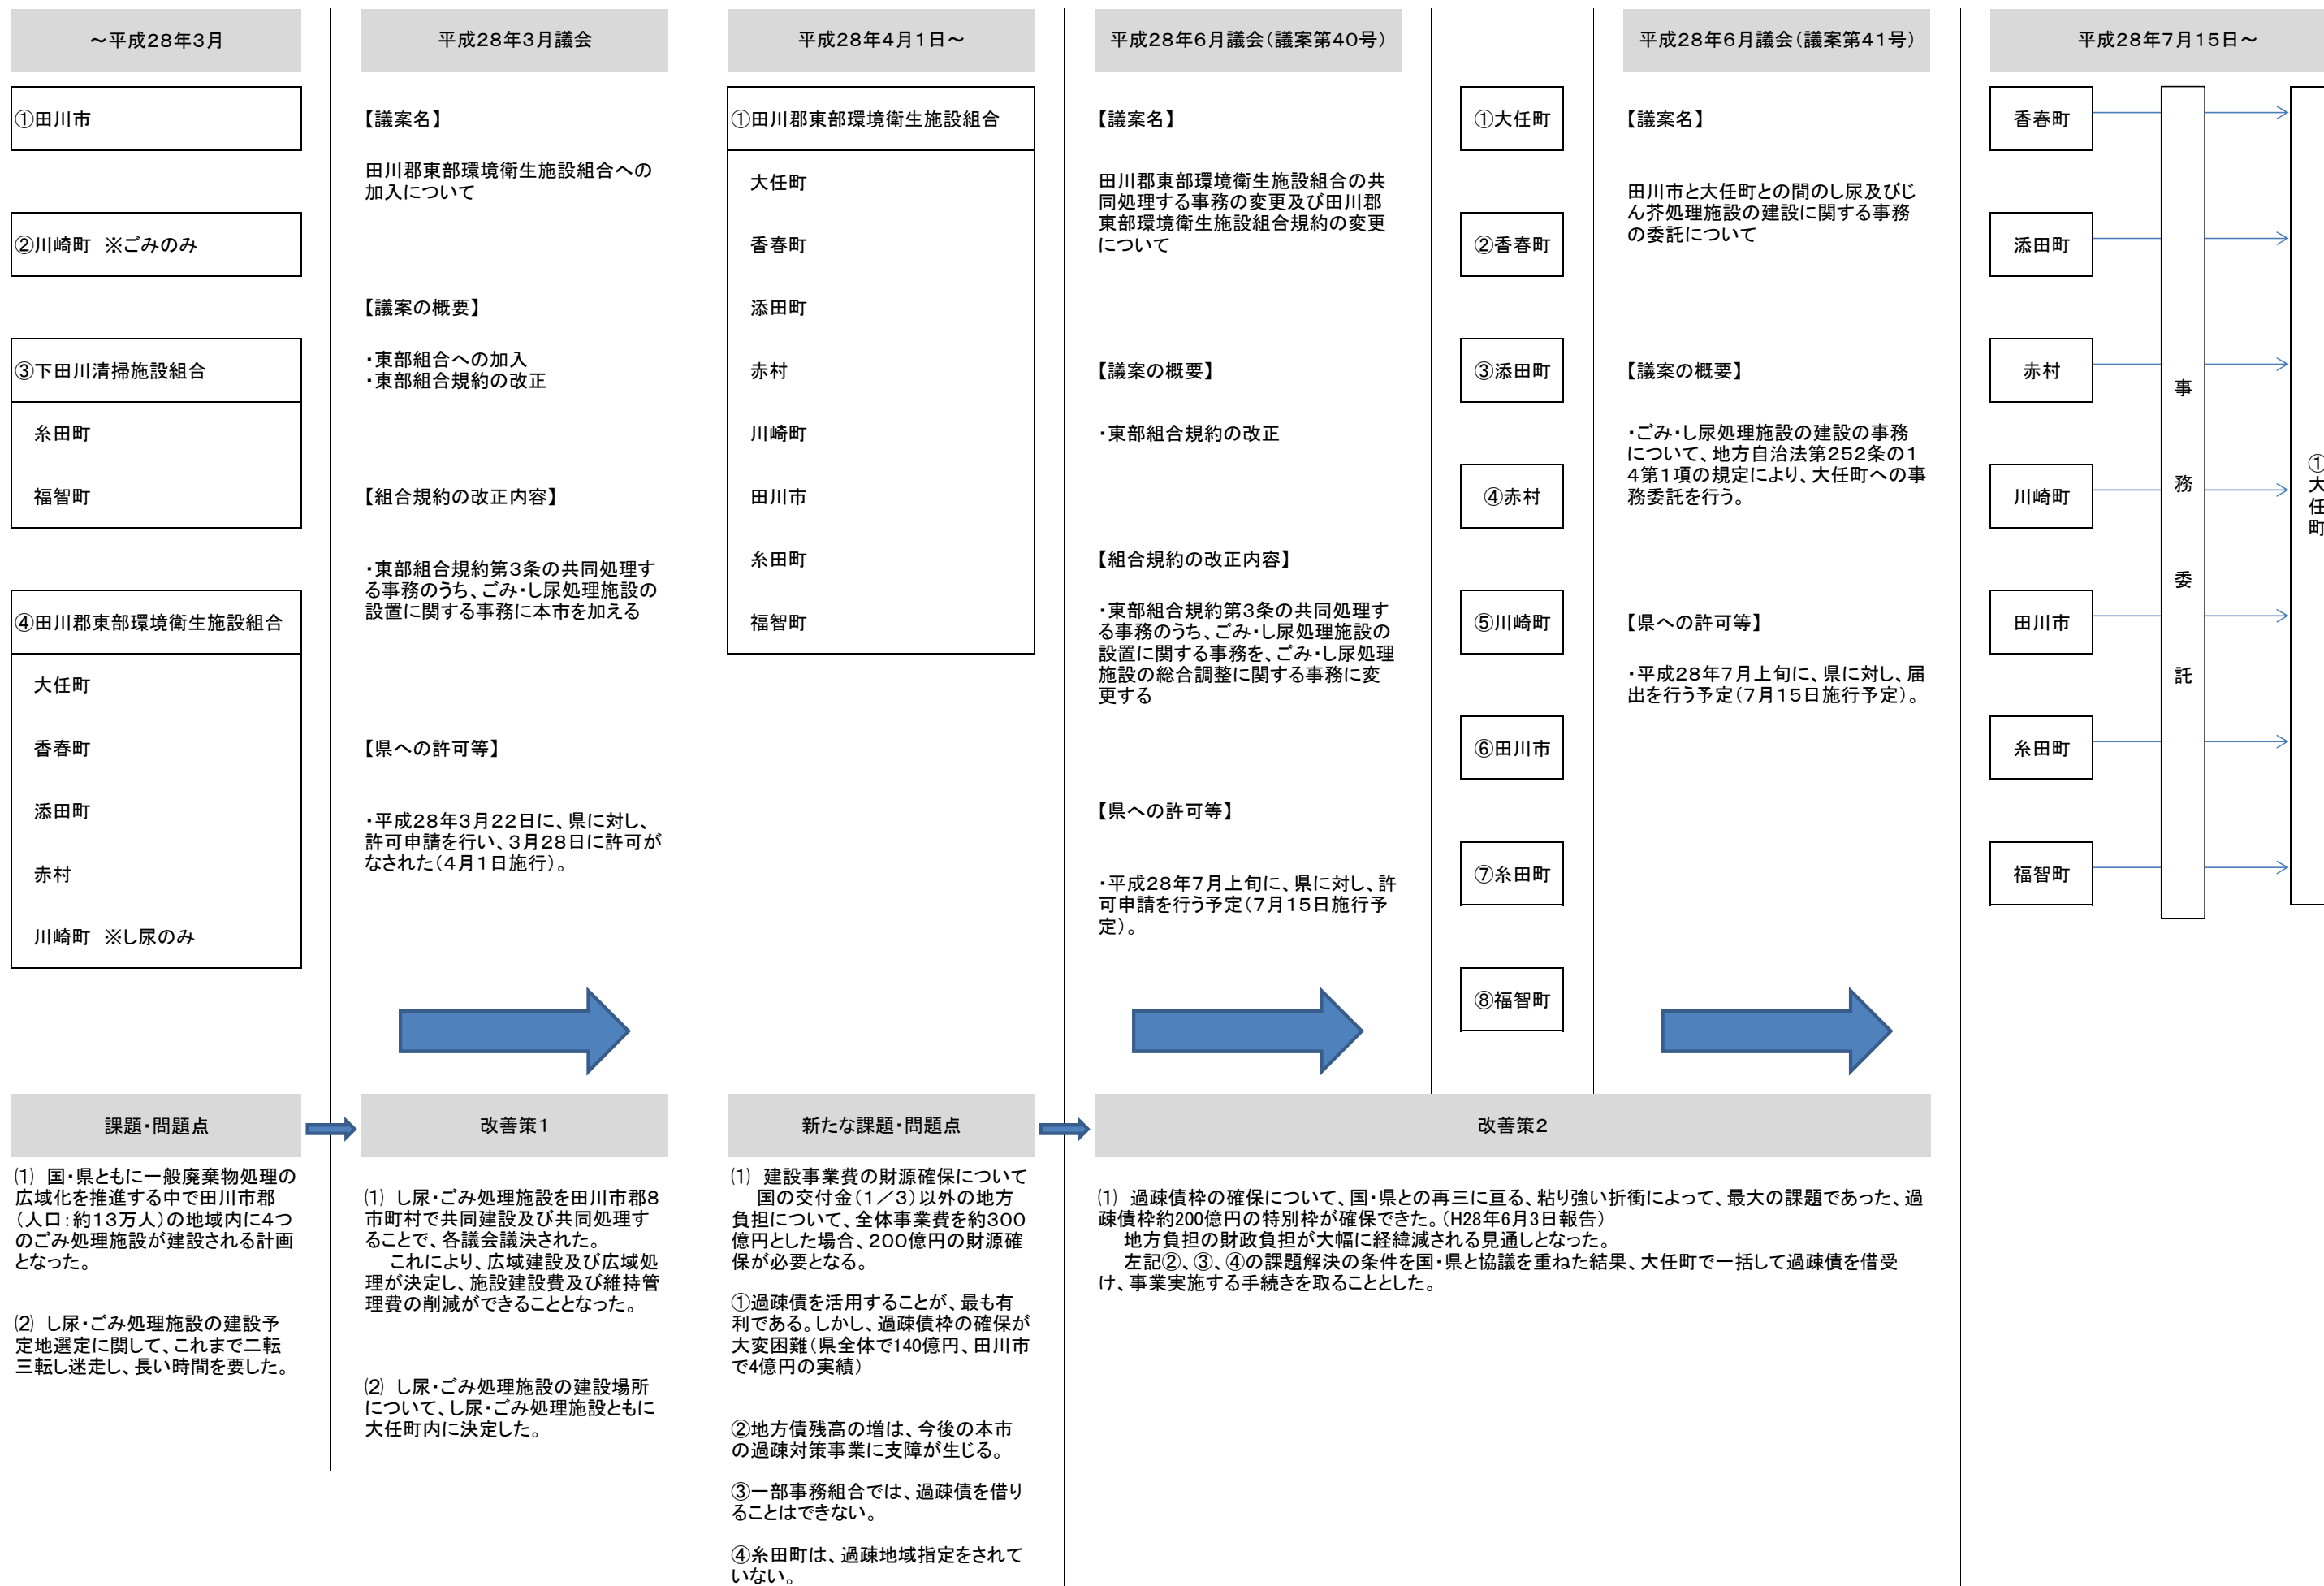 ～平成28年3月
①田川市
②川崎町　※ごみのみ
③下田川清掃施設組合
糸田町
福智町
④田川郡東部環境衛生施設組合
大任町
香春町
添田町
赤村
川崎町　※し尿のみ
課題・問題点
⑴　国・県ともに一般廃棄物処理の
広域化を推進する中で田川市郡
（人口：約13万人）の地域内に4つ
のごみ処理施設が建設される計画
となった。
⑵　し尿・ごみ処理施設の建設予
定地選定に関して、これまで二転
三転し迷走し、長い時間を要した。
平成28年3月議会
【議案名】
田川郡東部環境衛生施設組合への
加入について
【議案の概要】
・東部組合への加入
・東部組合規約の改正
【組合規約の改正内容】
・東部組合規約第3条の共同処理す
る事務のうち、ごみ・し尿処理施設の
設置に関する事務に本市を加える
【県への許可等】
・平成28年3月22日に、県に対し、
許可申請を行い、3月28日に許可が
なされた（4月1日施行）。
改善策1
⑴　し尿・ごみ処理施設を田川市郡8
市町村で共同建設及び共同処理す
ることで、各議会議決された。
これにより、広域建設及び広域処
理が決定し、施設建設費及び維持管
理費の削減ができることとなった。
⑵　し尿・ごみ処理施設の建設場所
について、し尿・ごみ処理施設ともに
大任町内に決定した。
平成28年4月1日～
①田川郡東部環境衛生施設組合
大任町
香春町
添田町
赤村
川崎町
田川市
糸田町
福智町
新たな課題・問題点
⑴　建設事業費の財源確保について
国の交付金（1／3）以外の地方
負担について、全体事業費を約300
億円とした場合、200億円の財源確
保が必要となる。
①過疎債を活用することが、最も有
利である。しかし、過疎債枠の確保が
大変困難（県全体で140億円、田川市
で4億円の実績）
②地方債残高の増は、今後の本市
の過疎対策事業に支障が生じる。
③一部事務組合では、過疎債を借り
ることはできない。
④糸田町は、過疎地域指定をされて
いない。
平成28年6月議会（議案第40号）
【議案名】
田川郡東部環境衛生施設組合の共
同処理する事務の変更及び田川郡
東部環境衛生施設組合規約の変更
について
【議案の概要】
・東部組合規約の改正
【組合規約の改正内容】
・東部組合規約第3条の共同処理す
る事務のうち、ごみ・し尿処理施設の
設置に関する事務を、ごみ・し尿処理
施設の総合調整に関する事務に変
更する
【県への許可等】
・平成28年7月上旬に、県に対し、許
可申請を行う予定（7月15日施行予
定）。
①大任町
②香春町
③添田町
④赤村
⑤川崎町
⑥田川市
⑦糸田町
⑧福智町
平成28年6月議会（議案第41号）
【議案名】
田川市と大任町との間のし尿及びじ
ん芥処理施設の建設に関する事務
の委託について
【議案の概要】
・ごみ・し尿処理施設の建設の事務
について、地方自治法第252条の1
4第1項の規定により、大任町への事
務委託を行う。
【県への許可等】
・平成28年7月上旬に、県に対し、届
出を行う予定（7月15日施行予定）。
改善策2
⑴　過疎債枠の確保について、国・県との再三に亘る、粘り強い折衝によって、最大の課題であった、過
疎債枠約200億円の特別枠が確保できた。（H28年6月3日報告）
地方負担の財政負担が大幅に経緯減される見通しとなった。
左記②、③、④の課題解決の条件を国・県と協議を重ねた結果、大任町で一括して過疎債を借受
け、事業実施する手続きを取ることとした。
平成28年7月15日～
香春町
添田町
赤村
川崎町
田川市
糸田町
福智町
事務委託
①大任町